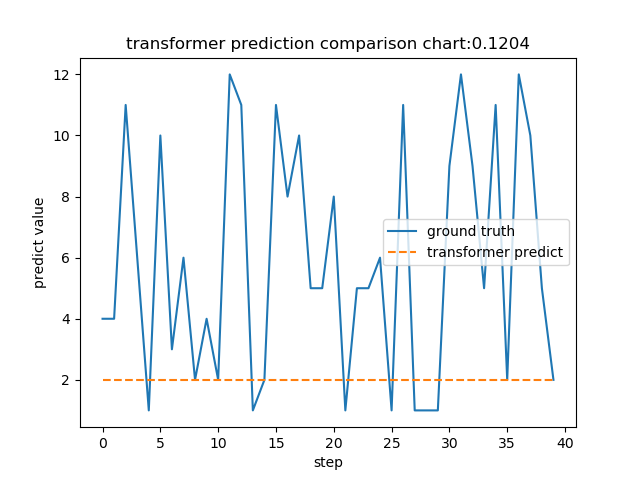 transformer prediction comparison chart:0.1204
12
10
8
6
4
2
predict value
ground truth
transformer predict
0 5 10 15 20 25 30 35 40
step